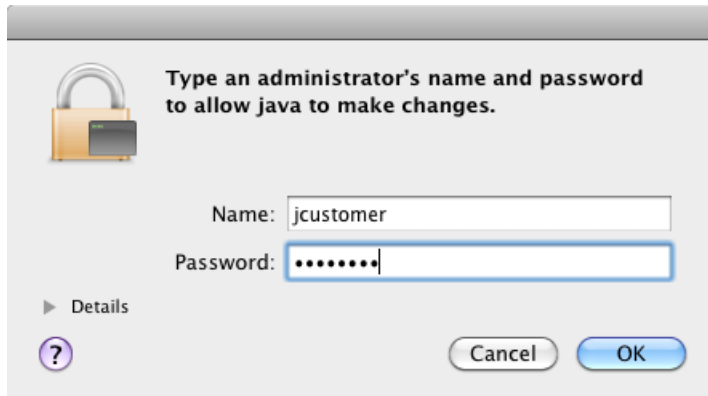 Type an administrator's name and password
to allow java to make changes.
Name: jcustomer
Password: ••••••••
Details
?
Cancel OK